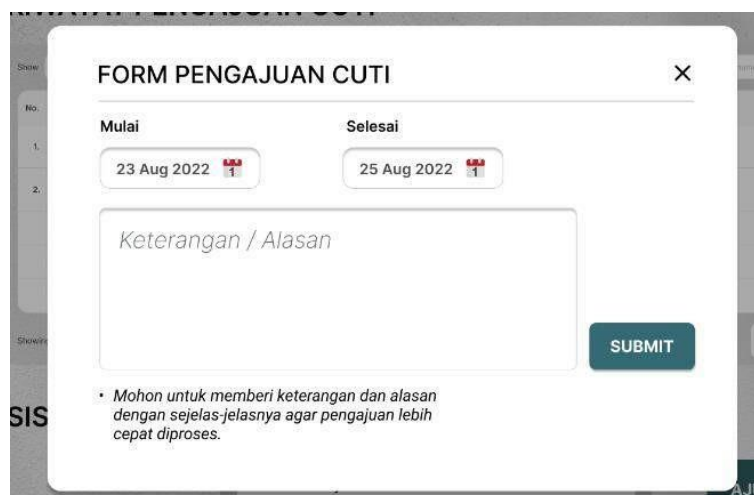 Show
No.
1.
2.
FORM PENGAJUAN CUTI
Mulai
Selesai
23 Aug 2022
25 Aug 2022
Keterangan / Alasan
SUBMIT
• Mohon untuk memberi keterangan dan alasan
dengan sejelas-jelasnya agar pengajuan lebih
cepat diproses.